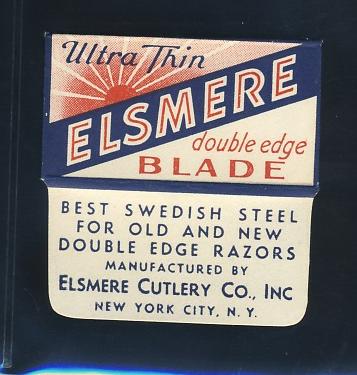 Ultra Thin
ELSMERE
double edge
BLADE
BEST SWEDISH STEEL
FOR OLD AND NEW
DOUBLE EDGE RAZORS
MANUFACTURED BY
ELSMERE CUTLERY CO., INC
NEW YORK CITY, N. Y.